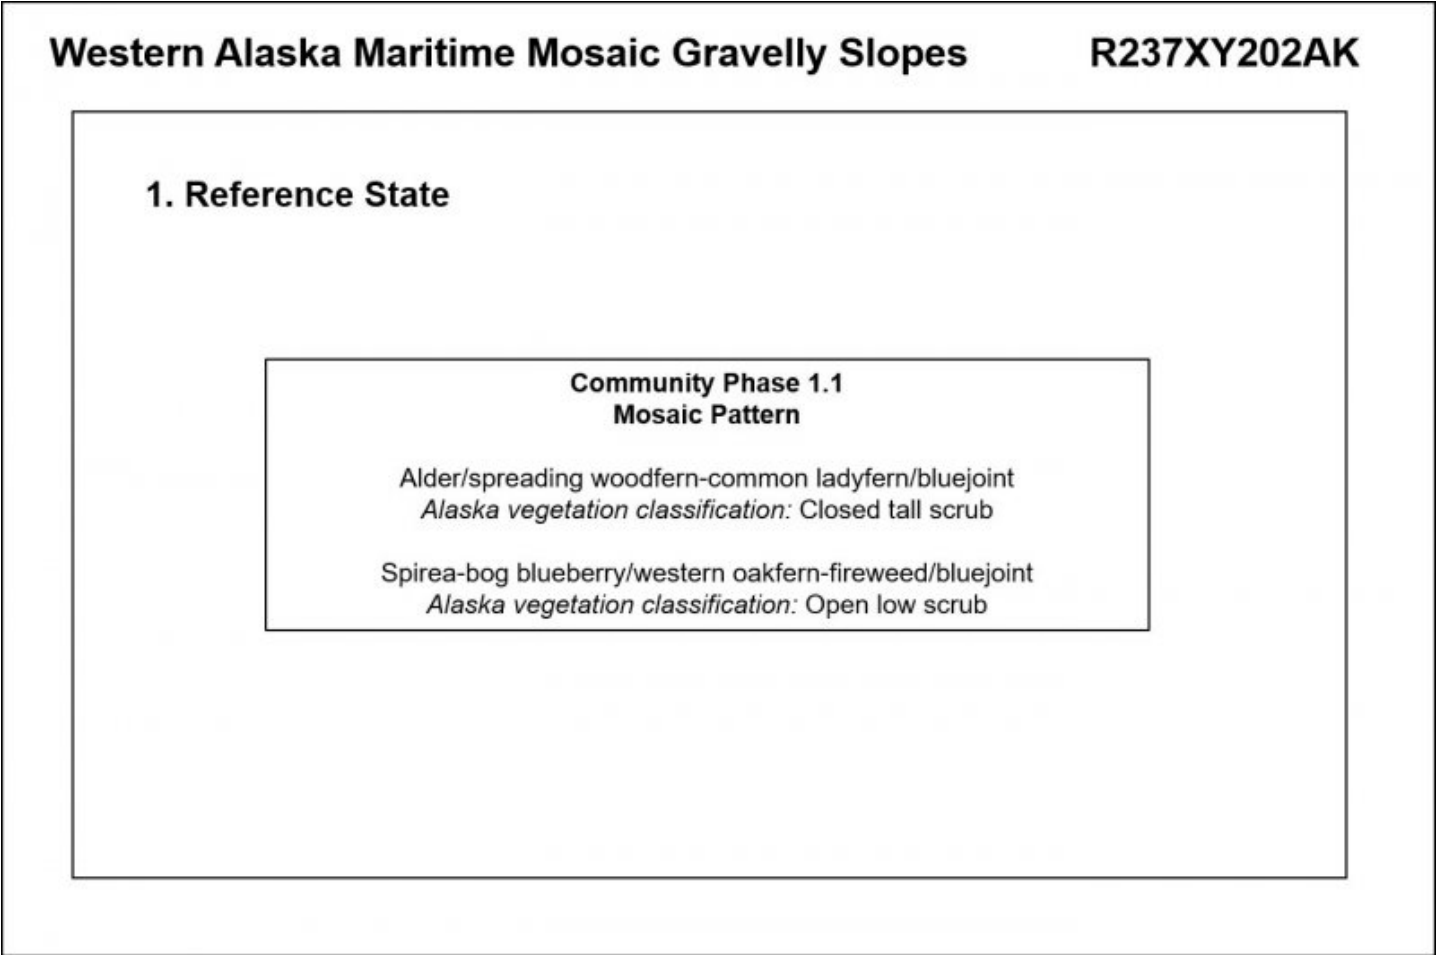 Western Alaska Maritime Mosaic Gravelly Slopes R237XY202AK
1. Reference State
Community Phase 1.1
Mosaic Pattern
Alder/spreading woodfern-common ladyfern/bluejoint
Alaska vegetation classification: Closed tall scrub
Spirea-bog blueberry/western oakfern-fireweed/bluejoint
Alaska vegetation classification: Open low scrub